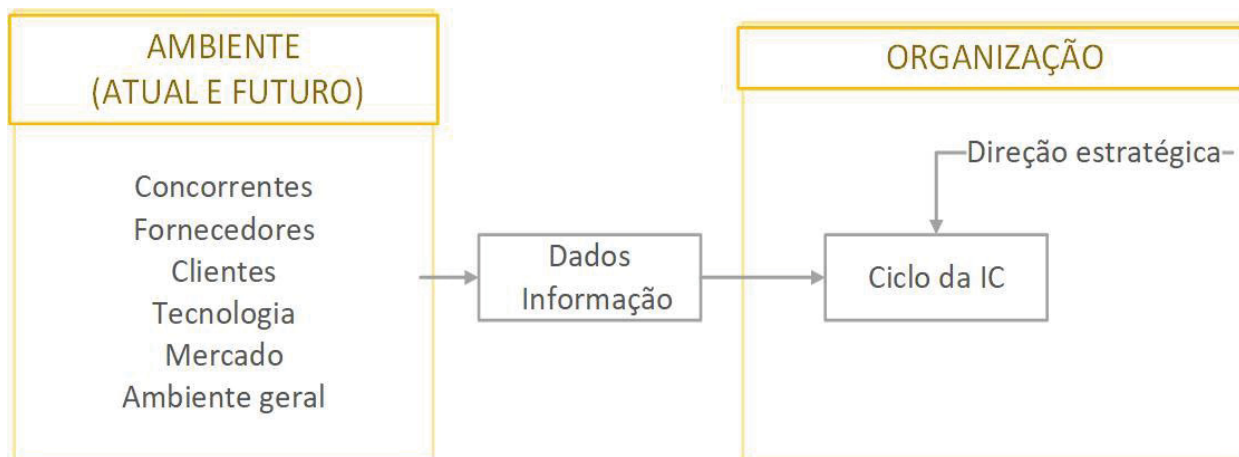 AMBIENTE
(ATUAL E FUTURO)
Concorrentes
Fornecedores
Clientes
Tecnologia
Mercado
Ambiente geral
Dados
Informação
ORGANIZAÇÃO
Direção estratégica
Ciclo da IC